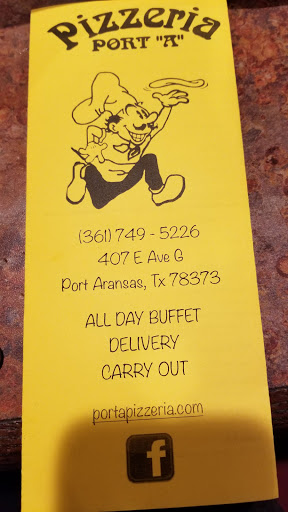 Pizzeria
PORT "A"
(361) 749 - 5226
407 E Ave G
Port Aransas, Tx 78373
ALL DAY BUFFET
DELIVERY
CARRY OUT
portapizzeria.com
f